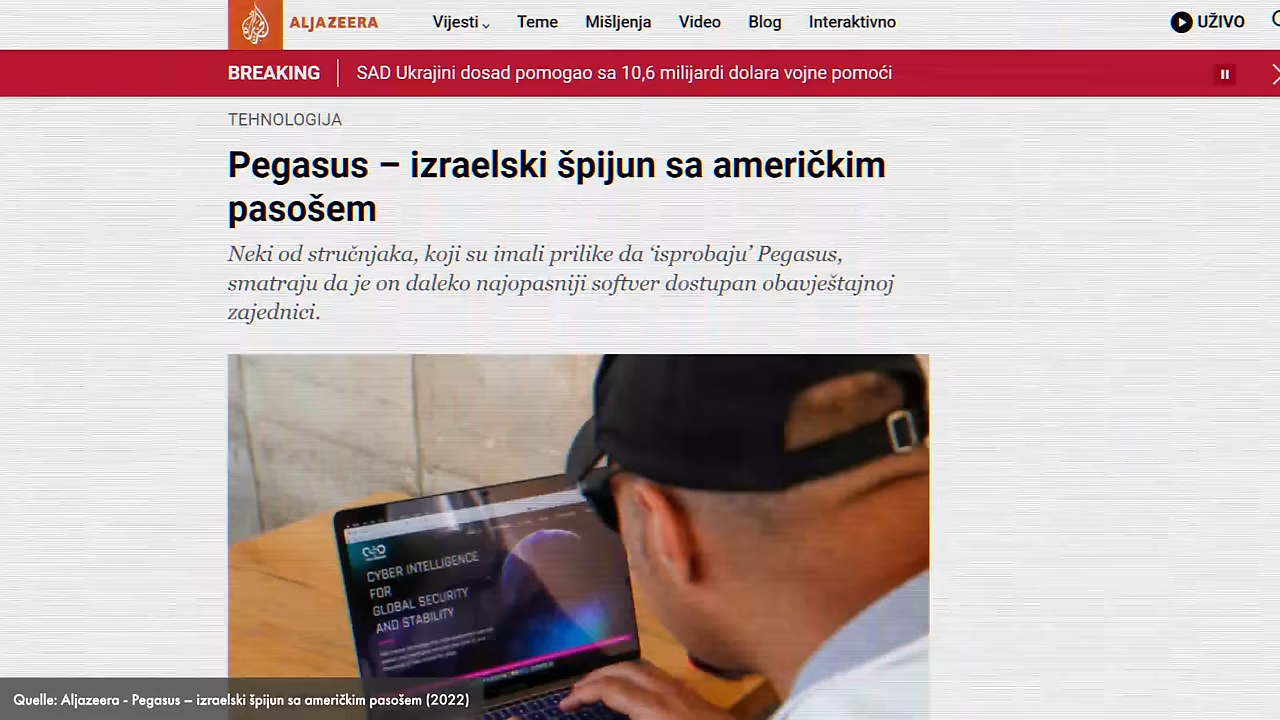 ALJAZEERA Vijesti Teme Mišljenja Video Blog Interaktivno UŽIVO
BREAKING SAD Ukrajini dosad pomogao sa 10,6 milijardi dolara vojne pomoći
TEHNOLOGIJA
Pegasus – izraelski špijun sa američkim
pasošem
Neki od stručnjaka, koji su imali prilike da ‘isprobaju’ Pegasus,
smatraju da je on daleko najopasniji softver dostupan obavještajnoj
zajednici.
CYBER INTELLIGENCE
FOR
GLOBAL SECURITY
AND STABILITY
Quelle: Aljazeera - Pegasus – izraelski špijun sa američkim pasošem (2022)